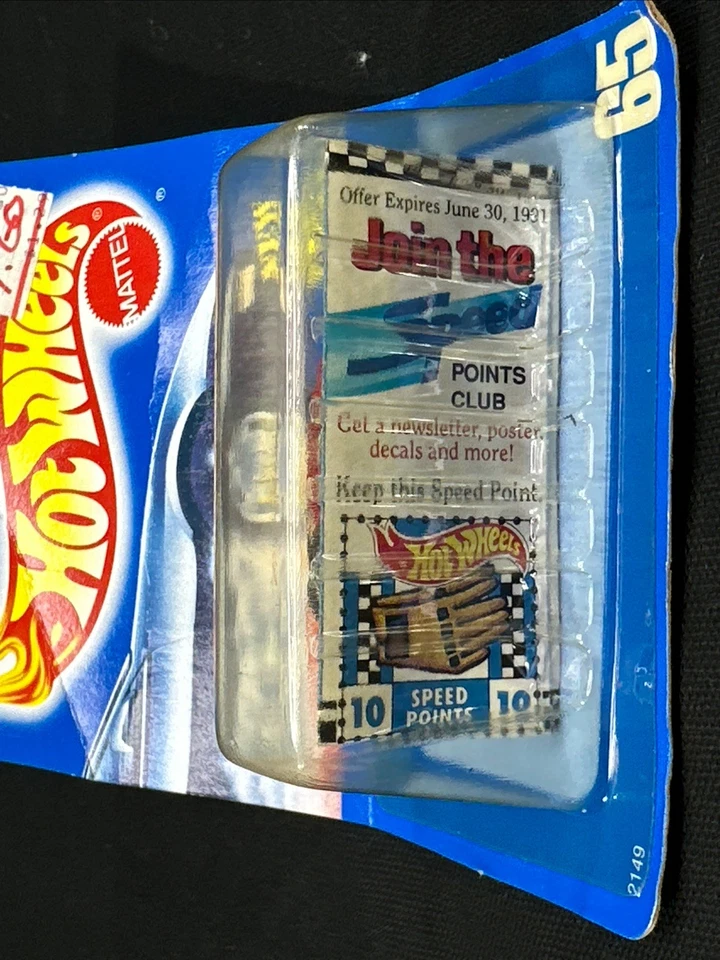 65
HOT WHEELS
®
MATTEL
®
Offer Expires June 30, 1991
Join the
Speed
POINTS
CLUB
Get a newsletter, poster,
decals and more!
Keep this Speed Point.
HOT WHEELS
10 SPEED POINTS 10
2149